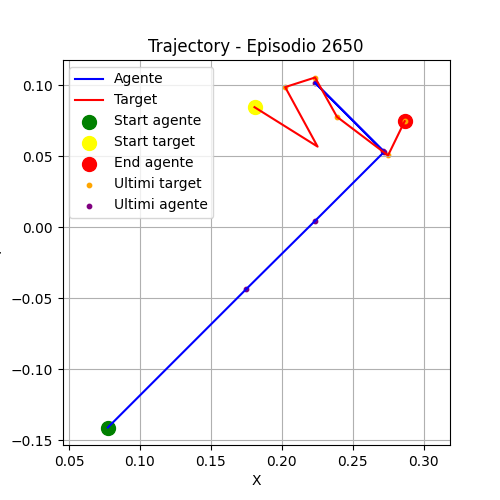 Trajectory - Episodio 2650
Agente
Target
Start agente
Start target
End agente
Ultimi target
Ultimi agente
0.10
0.05
0.00
−0.05
−0.10
−0.15
0.05
0.10
0.15
0.20
0.25
0.30
X